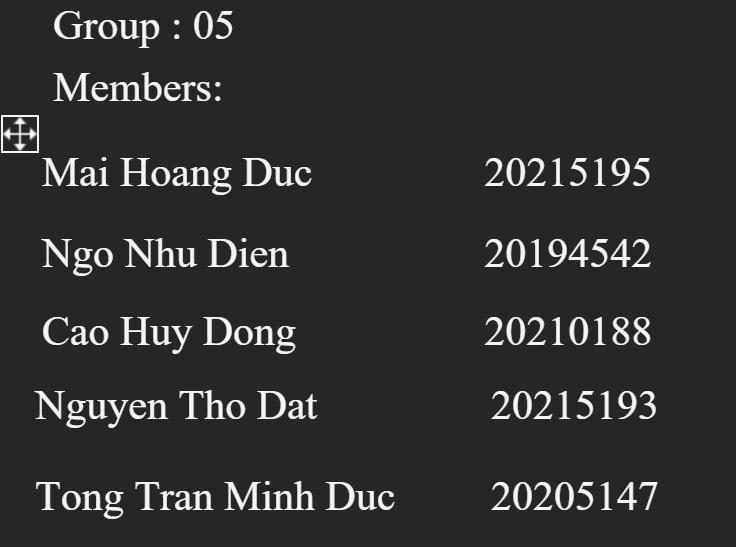 Group : 05
Members:
Mai Hoang Duc 20215195
Ngo Nhu Dien 20194542
Cao Huy Dong 20210188
Nguyen Tho Dat 20215193
Tong Tran Minh Duc 20205147